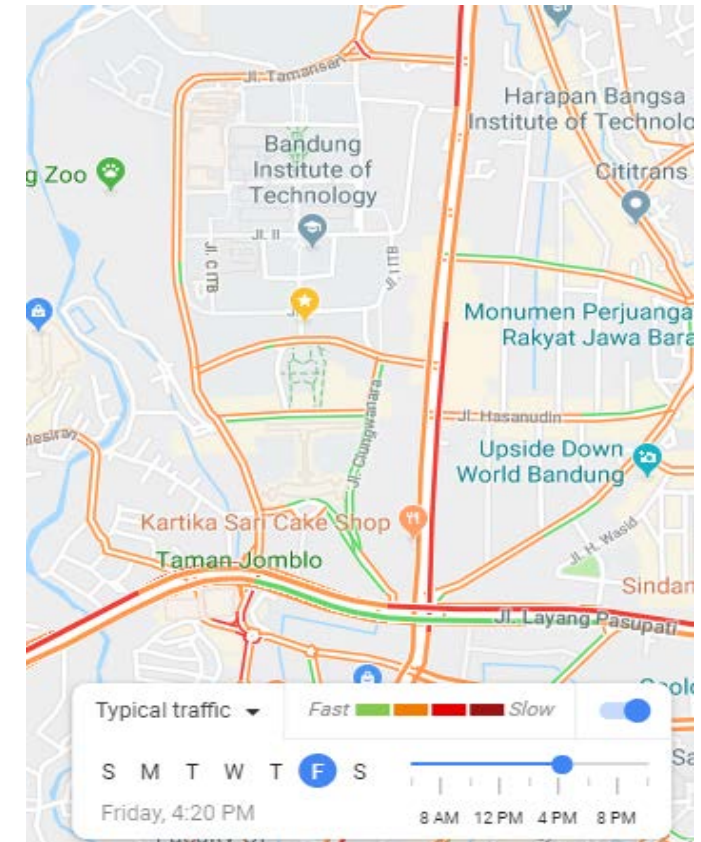 Jl. Tamansari
Harapan Bangsa
Institute of Technolo
Bandung
Institute of
Technology
g Zoo
Cititrans
Jl. II
Jl. CITB
Jl. I ITB
Monumen Perjuanga
Rakyat Jawa Bara
Jl. Hasanudin
Jl. Ciungwanara
lesiran
Upside Down
World Bandung
Kartika Sari Cake Shop
Jl. H. Wasid
Taman Jomblo
Sindan
Jl. Layang Pasupati
Typical traffic
Fast
Slow
S M T W T F S
Friday, 4:20 PM
8 AM 12 PM 4 PM 8 PM